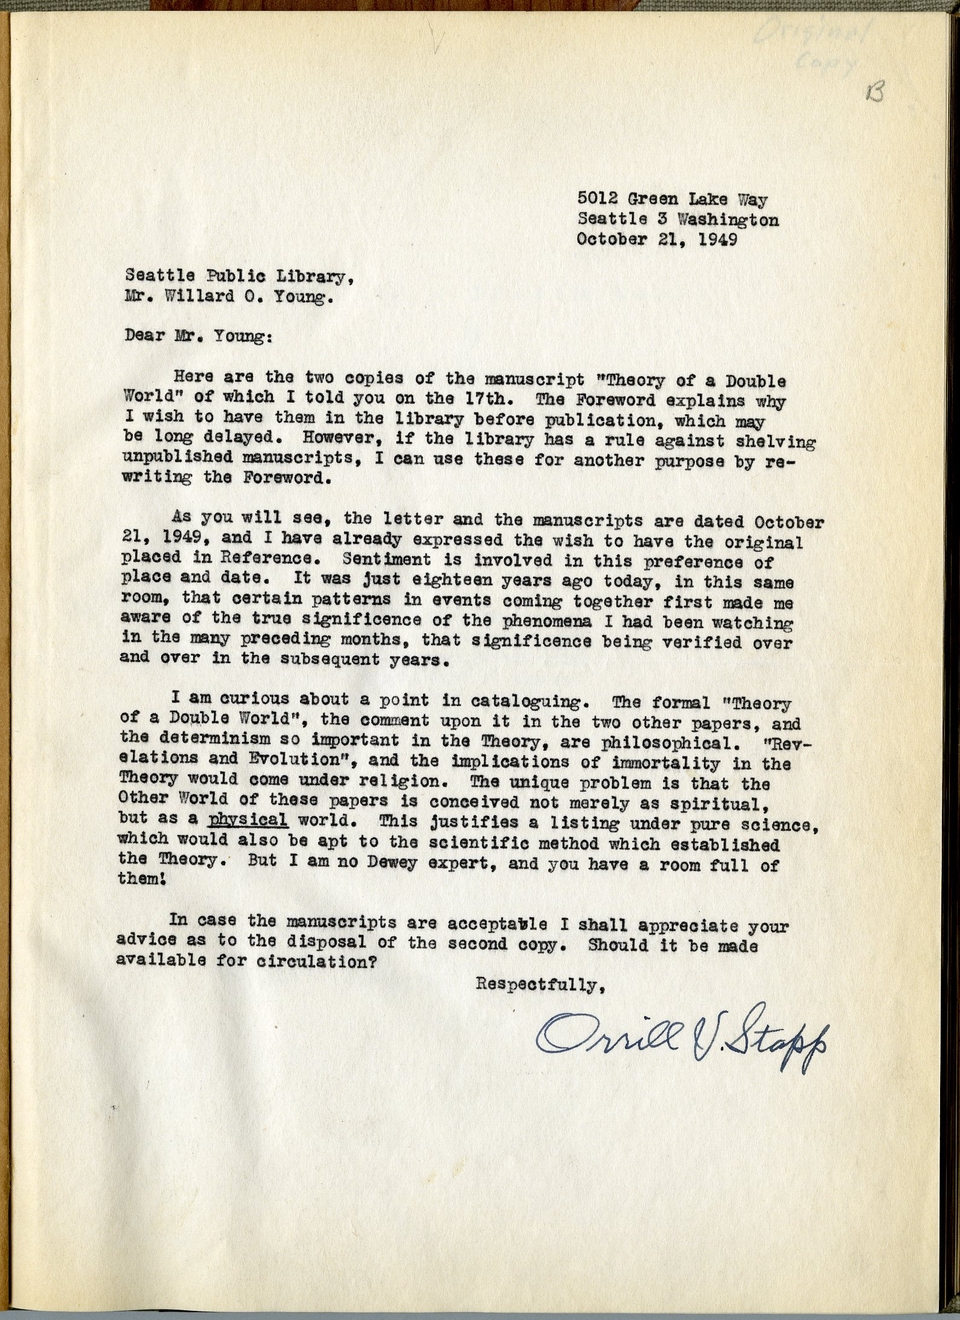 Original
Copy
B
5012 Green Lake Way
Seattle 3 Washington
October 21, 1949
Seattle Public Library,
Mr. Willard O. Young.
Dear Mr. Young:
Here are the two copies of the manuscript "Theory of a Double
World" of which I told you on the 17th. The Foreword explains why
I wish to have them in the library before publication, which may
be long delayed. However, if the library has a rule against shelving
unpublished manuscripts, I can use these for another purpose by re-
writing the Foreword.
As you will see, the letter and the manuscripts are dated October
21, 1949, and I have already expressed the wish to have the original
placed in Reference. Sentiment is involved in this preference of
place and date. It was just eighteen years ago today, in this same
room, that certain patterns in events coming together first made me
aware of the true significence of the phenomena I had been watching
in the many preceding months, that significence being verified over
and over in the subsequent years.
I am curious about a point in cataloguing. The formal "Theory
of a Double World", the comment upon it in the two other papers, and
the determinism so important in the Theory, are philosophical. "Rev-
elations and Evolution", and the implications of immortality in the
Theory would come under religion. The unique problem is that the
Other World of these papers is conceived not merely as spiritual,
but as a physical world. This justifies a listing under pure science,
which would also be apt to the scientific method which established
the Theory. But I am no Dewey expert, and you have a room full of
them!
In case the manuscripts are acceptable I shall appreciate your
advice as to the disposal of the second copy. Should it be made
available for circulation?
Respectfully,
Orrill V. Stapp